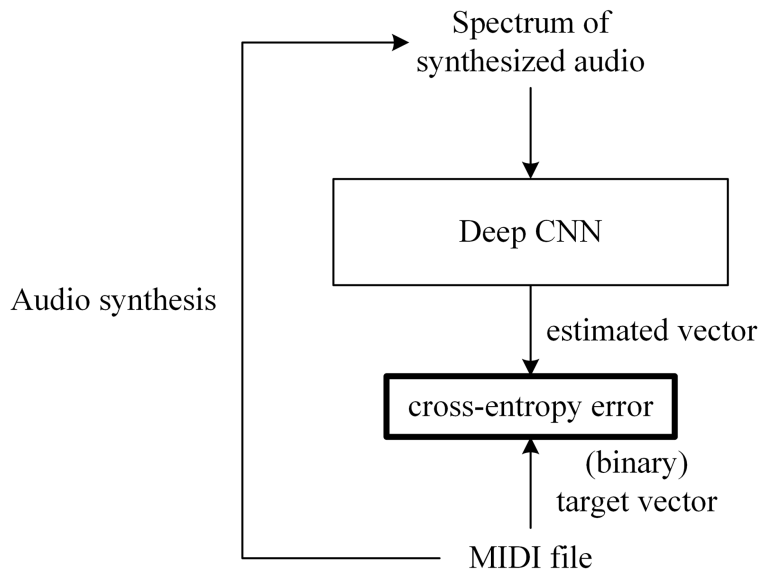 Spectrum of
synthesized audio
Deep CNN
Audio synthesis
estimated vector
cross-entropy error
(binary)
target vector
MIDI file